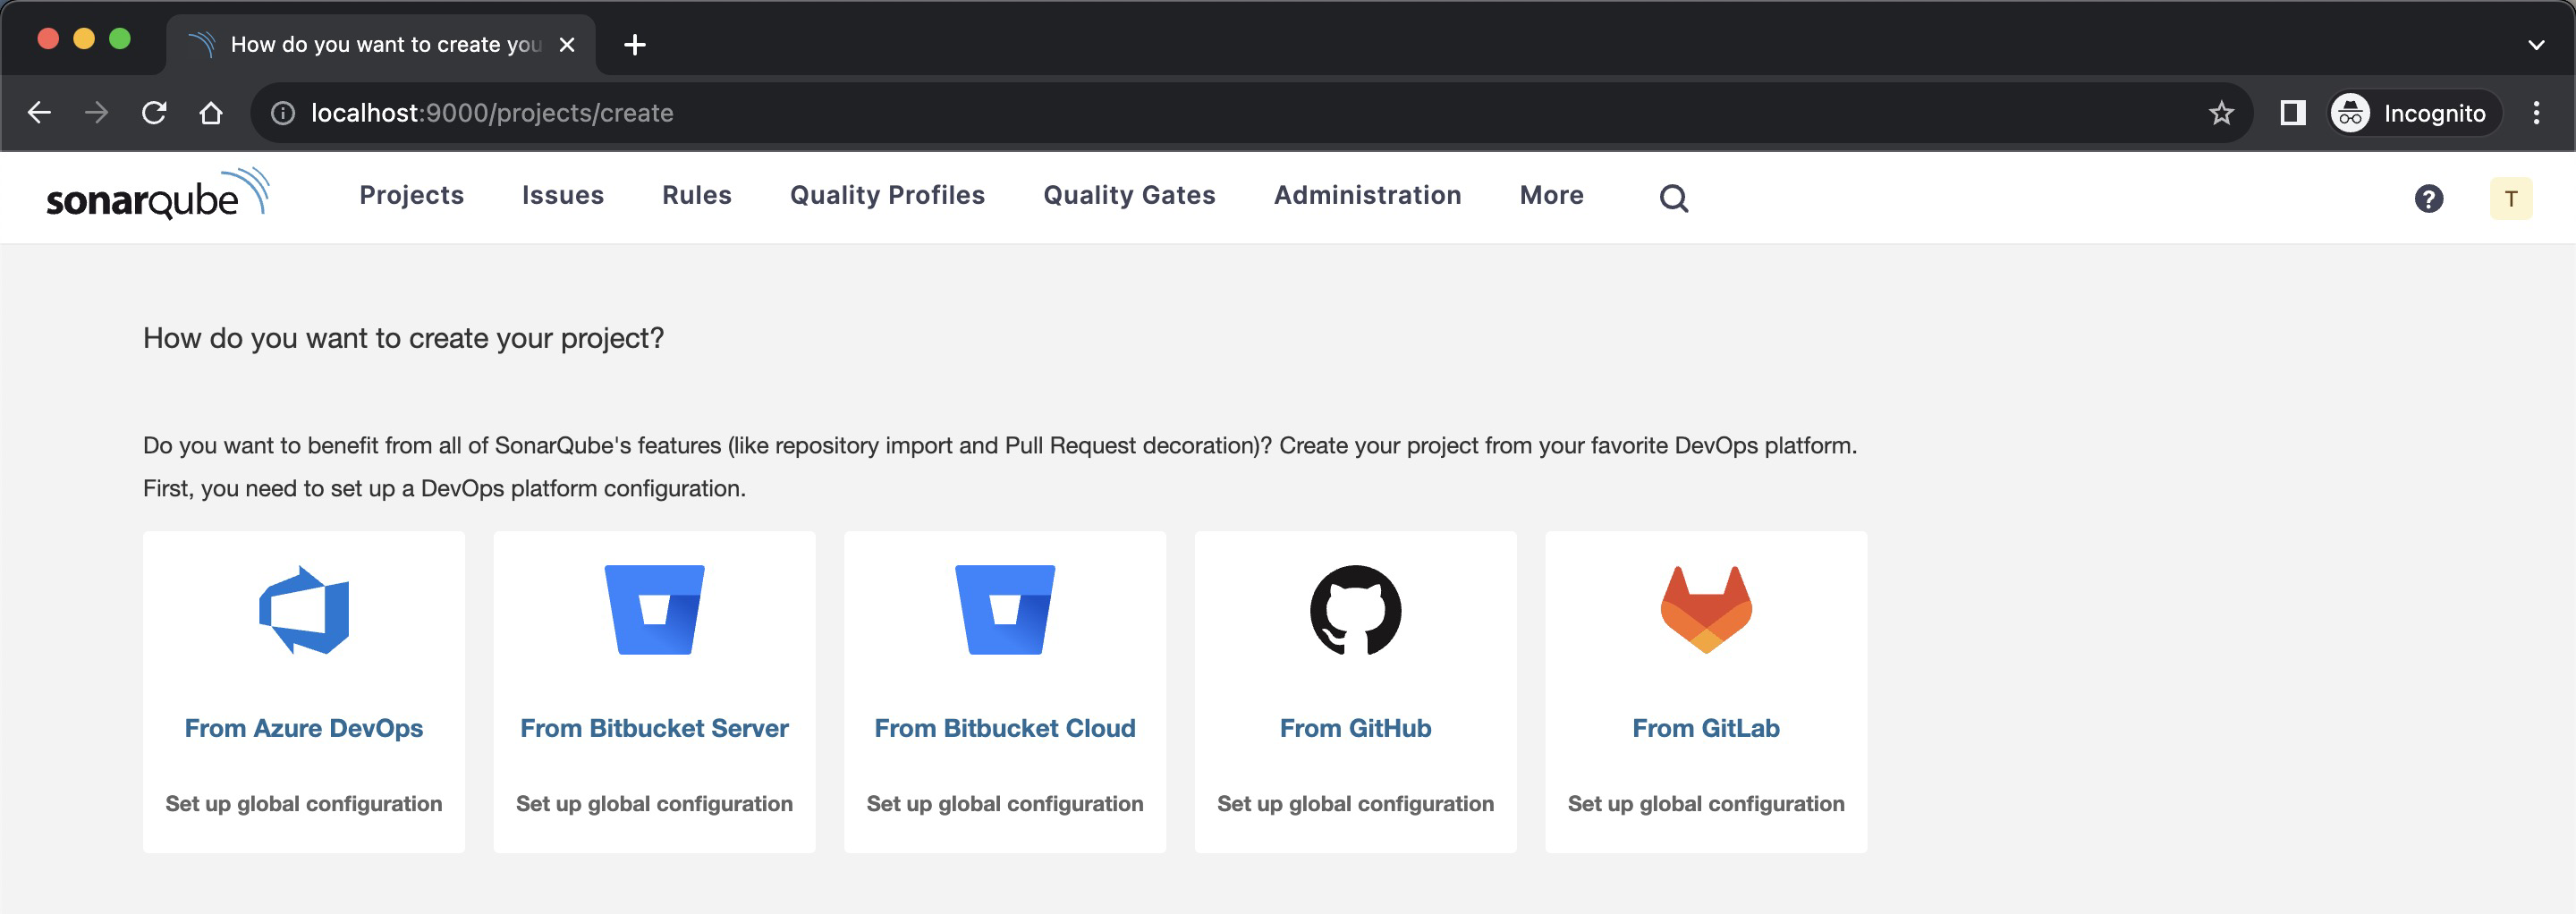 How do you want to create you
localhost:9000/projects/create
Incognito
sonarqube
Projects
Issues
Rules
Quality Profiles
Quality Gates
Administration
More
?
T
How do you want to create your project?
Do you want to benefit from all of SonarQube's features (like repository import and Pull Request decoration)? Create your project from your favorite DevOps platform.
First, you need to set up a DevOps platform configuration.
From Azure DevOps
Set up global configuration
From Bitbucket Server
Set up global configuration
From Bitbucket Cloud
Set up global configuration
From GitHub
Set up global configuration
From GitLab
Set up global configuration